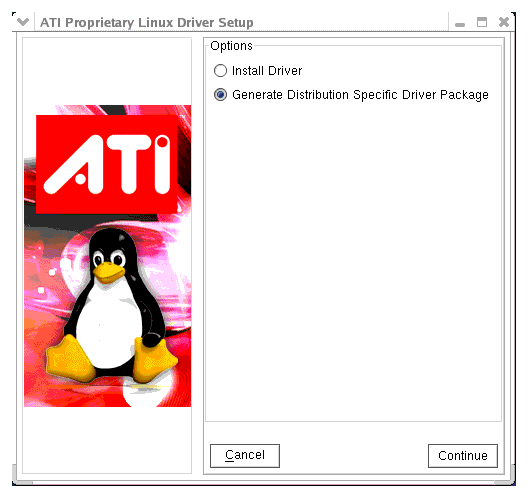 ATI Proprietary Linux Driver Setup
Options
Install Driver
Generate Distribution Specific Driver Package
ATI
Cancel
Continue